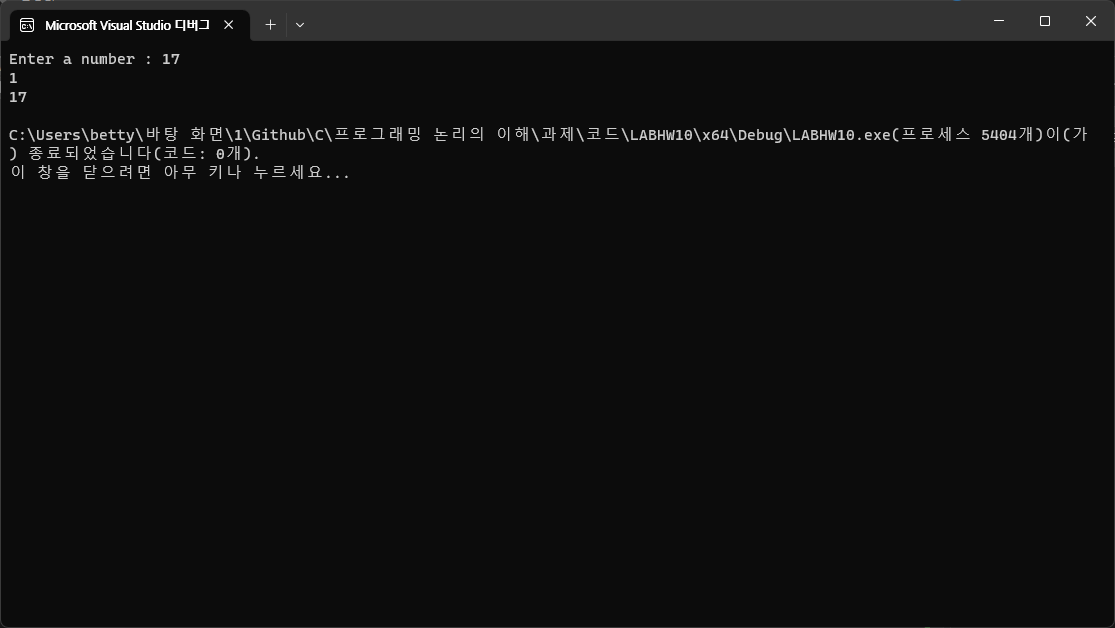 Microsoft Visual Studio 디버그
Enter a number : 17
1
17
C:\Users\betty\바탕 화면\1\Github\C\프로그래밍 논리의 이해\과제\코드\LABHW10\x64\Debug\LABHW10.exe(프로세스 5404개)이(가
) 종료되었습니다(코드: 0개).
이 창을 닫으려면 아무 키나 누르세요...